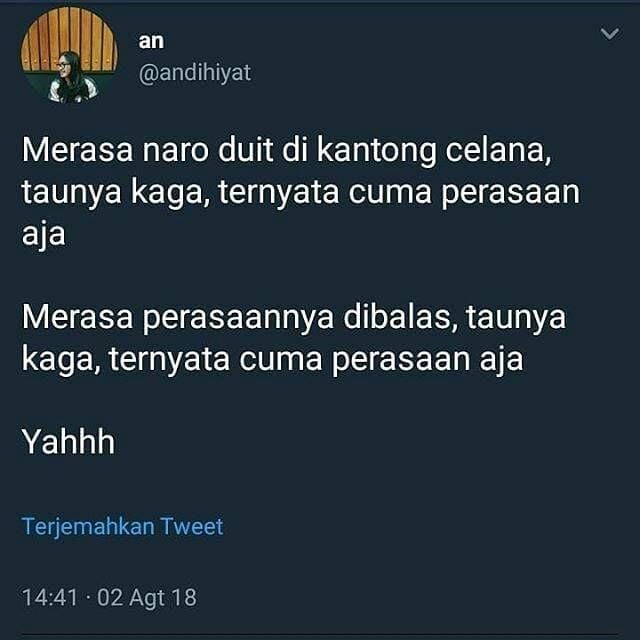 an
@andihiyat
Merasa naro duit di kantong celana,
taunya kaga, ternyata cuma perasaan
aja
Merasa perasaannya dibalas, taunya
kaga, ternyata cuma perasaan aja
Yahhh
Terjemahkan Tweet
14:41 · 02 Agt 18